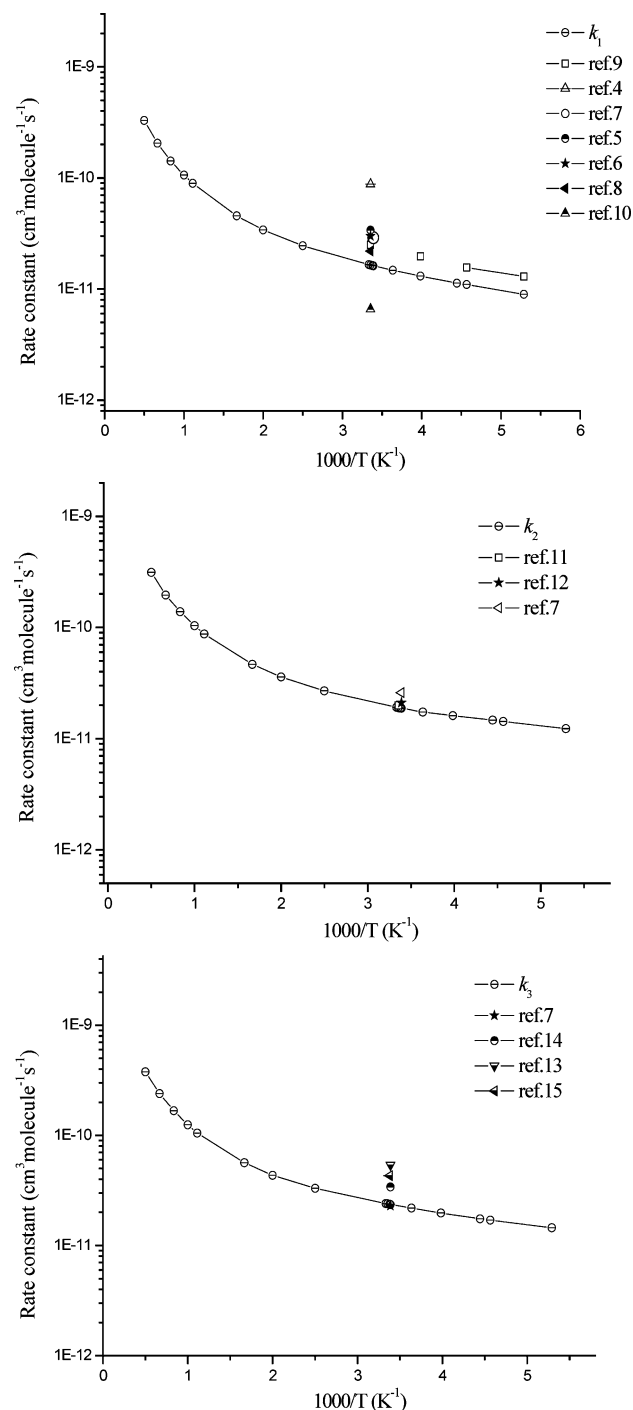 k₁
ref.9
ref.4
ref.7
ref.5
ref.6
ref.8
ref.10
1E-9
1E-10
1E-11
1E-12
Rate constant (cm³molecule⁻¹s⁻¹)
0 1 2 3 4 5 6
1000/T (K⁻¹)
k₂
ref.11
ref.12
ref.7
1E-9
1E-10
1E-11
1E-12
Rate constant (cm³molecule⁻¹s⁻¹)
0 1 2 3 4 5
1000/T (K⁻¹)
k₃
ref.7
ref.14
ref.13
ref.15
1E-9
1E-10
1E-11
1E-12
Rate constant (cm³molecule⁻¹s⁻¹)
0 1 2 3 4 5
1000/T (K⁻¹)